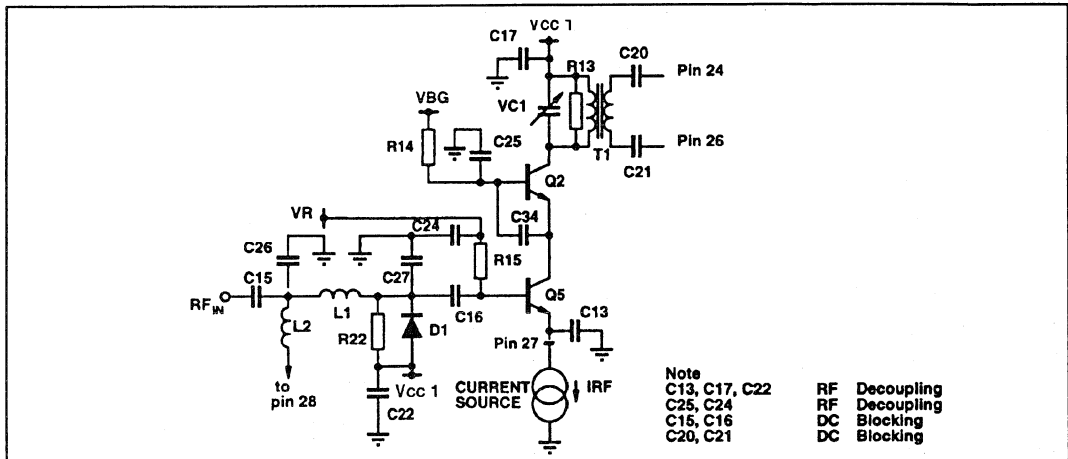 VCC 1
C17
R13
C20
Pin 24
VC1
VBG
C25
R14
T1
Pin 26
C21
Q2
VR
C24
C34
C26
R15
C27
C15
Q5
RF IN
L1
C16
C13
L2
R22
D1
Pin 27
to
pin 28
Vcc 1
C22
CURRENT
SOURCE
IRF
Note
C13, C17, C22 RF Decoupling
C25, C24 RF Decoupling
C15, C16 DC Blocking
C20, C21 DC Blocking